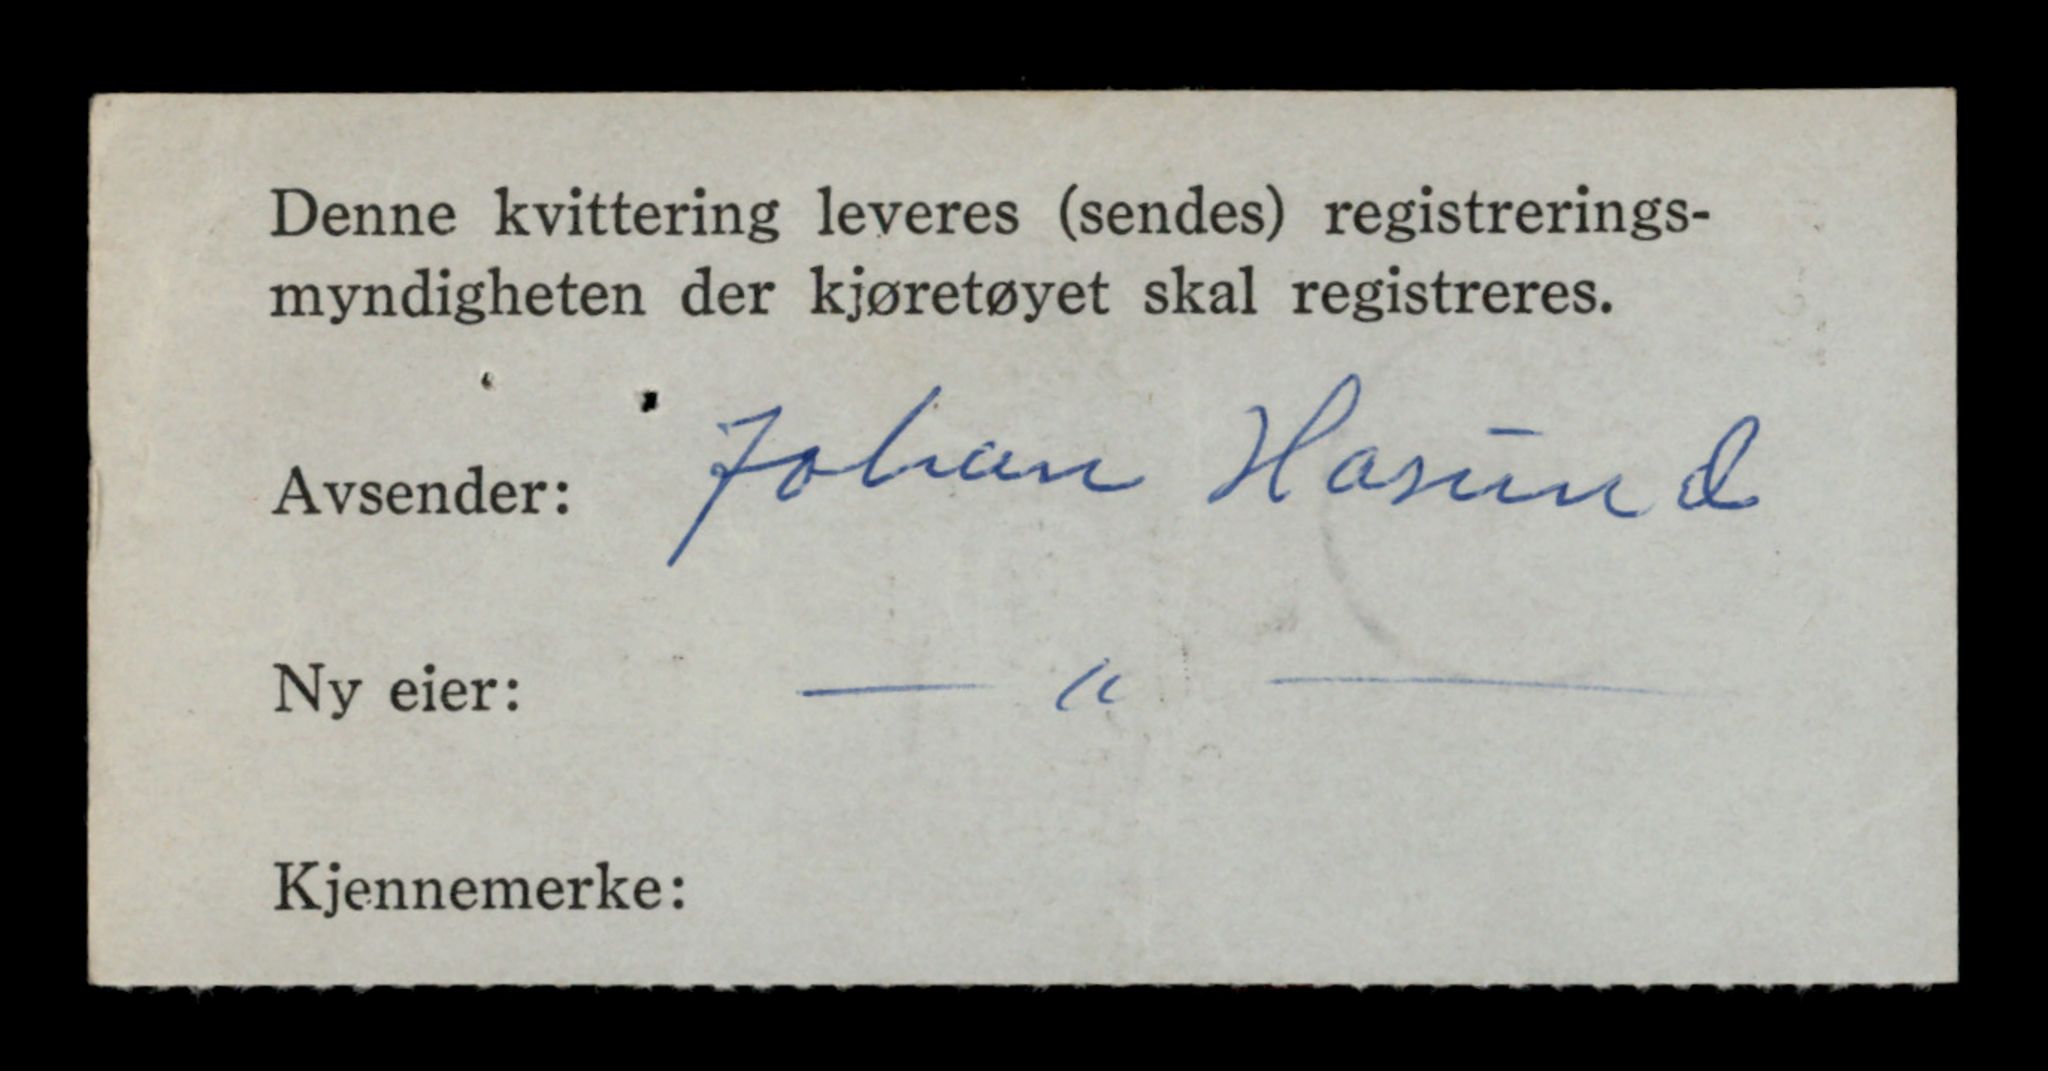 Denne kvittering leveres (sendes) registrerings-
myndigheten der kjøretøyet skal registreres.
Avsender: Johan Hasund
Ny eier: — " —
Kjennemerke: